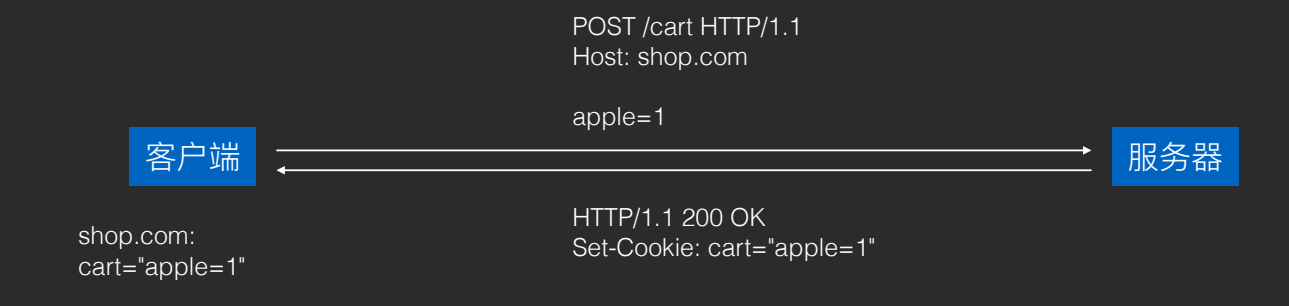 POST /cart HTTP/1.1
Host: shop.com
apple=1
客户端
服务器
HTTP/1.1 200 OK
Set-Cookie: cart="apple=1"
shop.com:
cart="apple=1"